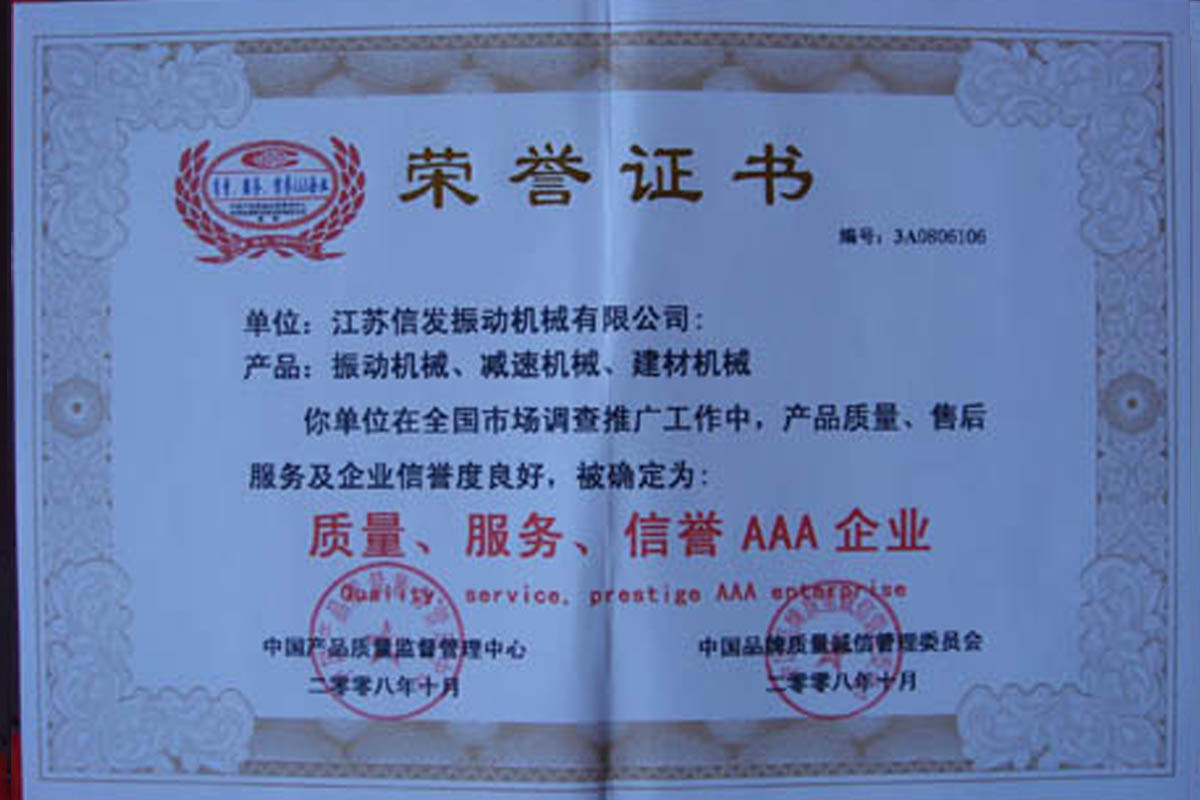 荣誉证书
编号：3A0806106
单位：江苏信发振动机械有限公司：
产品：振动机械、减速机械、建材机械
你单位在全国市场调查推广工作中，产品质量、售后
服务及企业信誉度良好，被确定为：
质量、服务、信誉 AAA 企业
Quality, service, prestige AAA enterprise
中国产品质量监督管理中心
中国品牌质量誠信管理委员会
二零零八年十月
二零零八年十月